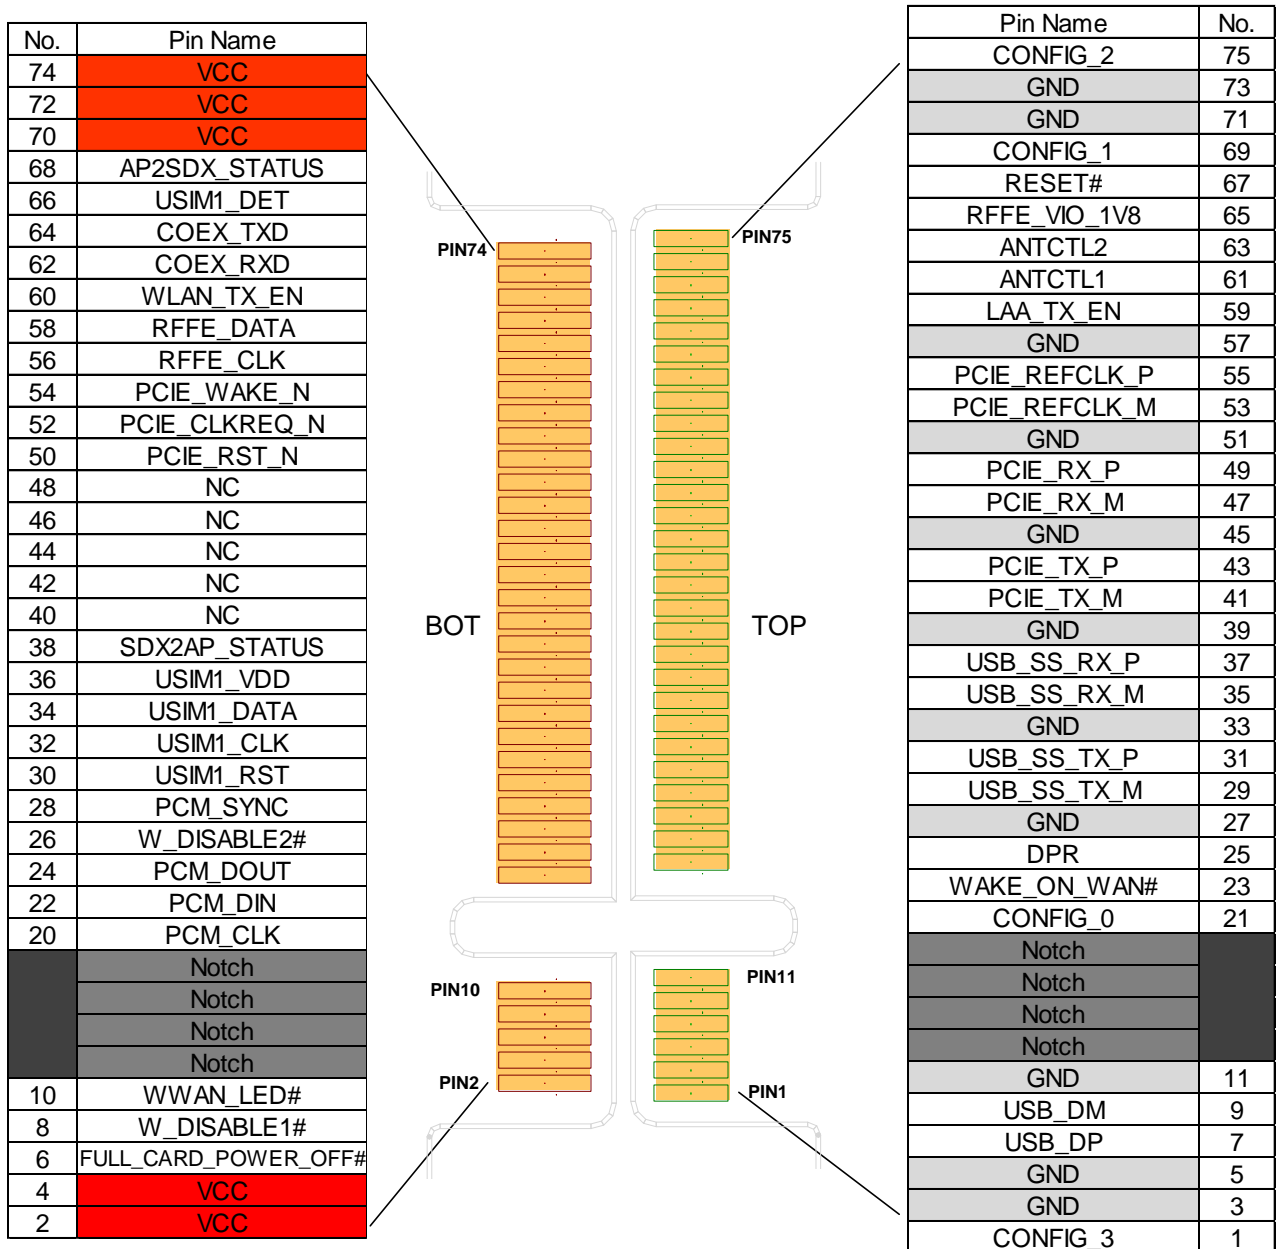 No. Pin Name
74 VCC
72 VCC
70 VCC
68 AP2SDX_STATUS
66 USIM1_DET
64 COEX_TXD
62 COEX_RXD
60 WLAN_TX_EN
58 RFFE_DATA
56 RFFE_CLK
54 PCIE_WAKE_N
52 PCIE_CLKREQ_N
50 PCIE_RST_N
48 NC
46 NC
44 NC
42 NC
40 NC
38 SDX2AP_STATUS
36 USIM1_VDD
34 USIM1_DATA
32 USIM1_CLK
30 USIM1_RST
28 PCM_SYNC
26 W_DISABLE2#
24 PCM_DOUT
22 PCM_DIN
20 PCM_CLK
Notch
Notch
Notch
Notch
10 WWAN_LED#
8 W_DISABLE1#
6 FULL_CARD_POWER_OFF#
4 VCC
2 VCC
PIN74
BOT
PIN10
PIN2
PIN75
TOP
PIN11
PIN1
Pin Name No.
CONFIG_2 75
GND 73
GND 71
CONFIG_1 69
RESET# 67
RFFE_VIO_1V8 65
ANTCTL2 63
ANTCTL1 61
LAA_TX_EN 59
GND 57
PCIE_REFCLK_P 55
PCIE_REFCLK_M 53
GND 51
PCIE_RX_P 49
PCIE_RX_M 47
GND 45
PCIE_TX_P 43
PCIE_TX_M 41
GND 39
USB_SS_RX_P 37
USB_SS_RX_M 35
GND 33
USB_SS_TX_P 31
USB_SS_TX_M 29
GND 27
DPR 25
WAKE_ON_WAN# 23
CONFIG_0 21
Notch
Notch
Notch
Notch
GND 11
USB_DM 9
USB_DP 7
GND 5
GND 3
CONFIG_3 1